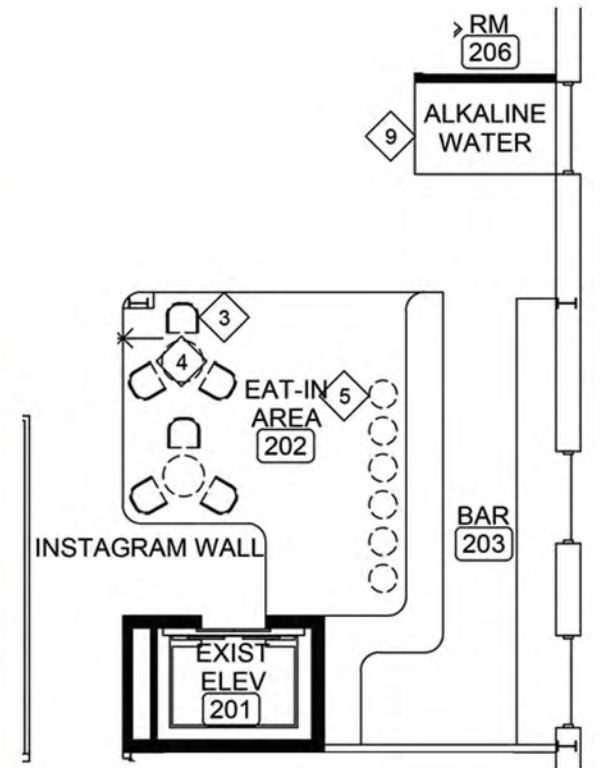 RM
206
ALKALINE
WATER
9
3
4
EAT-IN
AREA
202
5
BAR
203
INSTAGRAM WALL
EXIST
ELEV
201